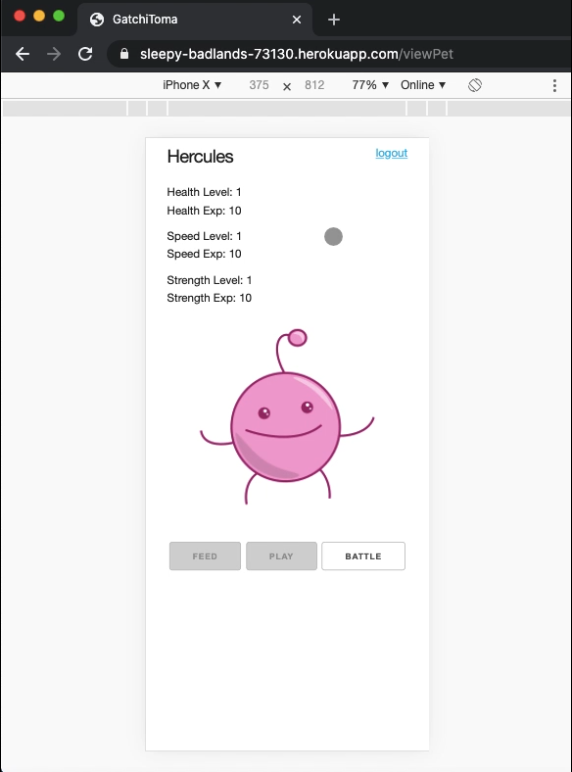 GatchiToma
sleepy-badlands-73130.herokuapp.com/viewPet
iPhone X ▼ 375 × 812 77% ▼ Online ▼
Hercules logout
Health Level: 1
Health Exp: 10
Speed Level: 1
Speed Exp: 10
Strength Level: 1
Strength Exp: 10
FEED PLAY BATTLE